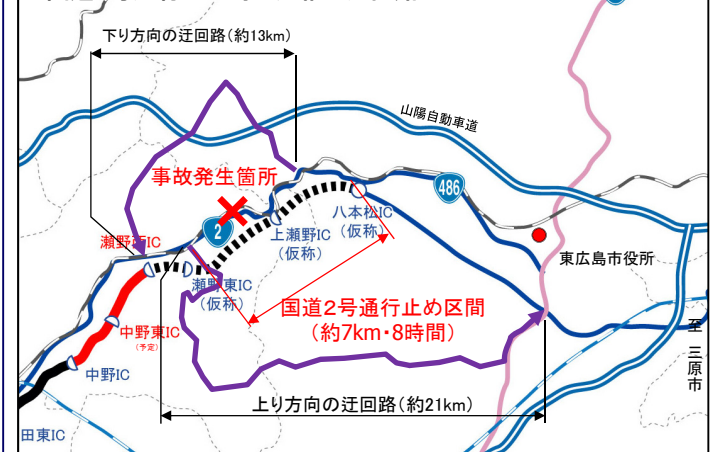 下り方向の迂回路(約13km)
山陽自動車道
事故発生箇所
486
2
八本松IC
(仮称)
上瀬野IC
(仮称)
瀬野西IC
瀬野東IC
(仮称)
東広島市役所
国道2号通行止め区間
(約7km・8時間)
中野東IC
(予定)
中野IC
至 三原市
上り方向の迂回路(約21km)
田東IC